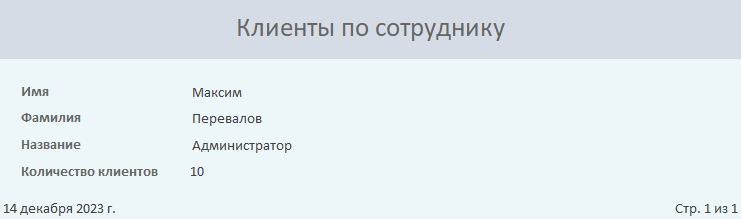 Клиенты по сотруднику
Имя Максим
Фамилия Перевалов
Название Администратор
Количество клиентов 10
14 декабря 2023 г. Стр. 1 из 1